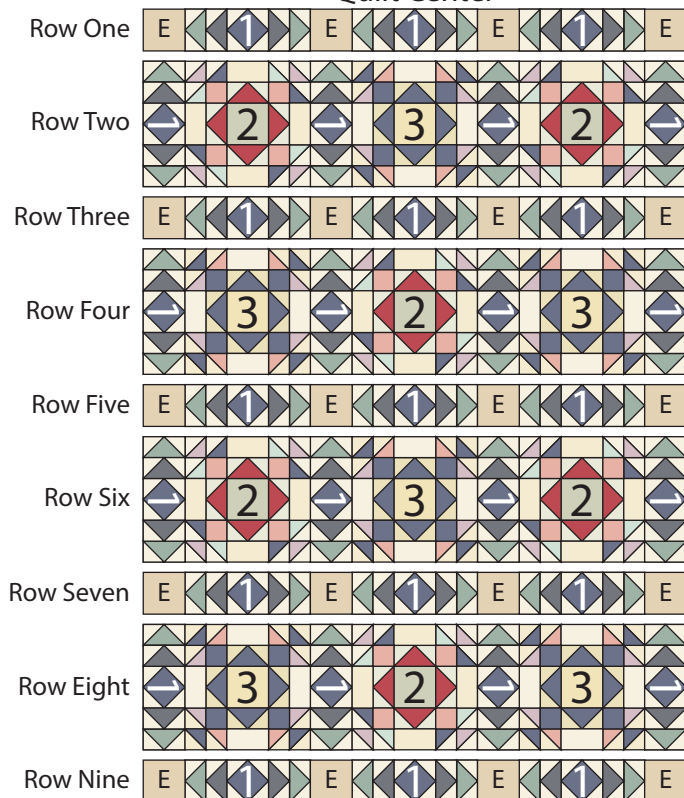 Quilt Center
Row One E 1 E 1 E 1 E
Row Two 1 2 1 3 1 2 1
Row Three E 1 E 1 E 1 E
Row Four 1 3 1 2 1 3 1
Row Five E 1 E 1 E 1 E
Row Six 1 2 1 3 1 2 1
Row Seven E 1 E 1 E 1 E
Row Eight 1 3 1 2 1 3 1
Row Nine E 1 E 1 E 1 E